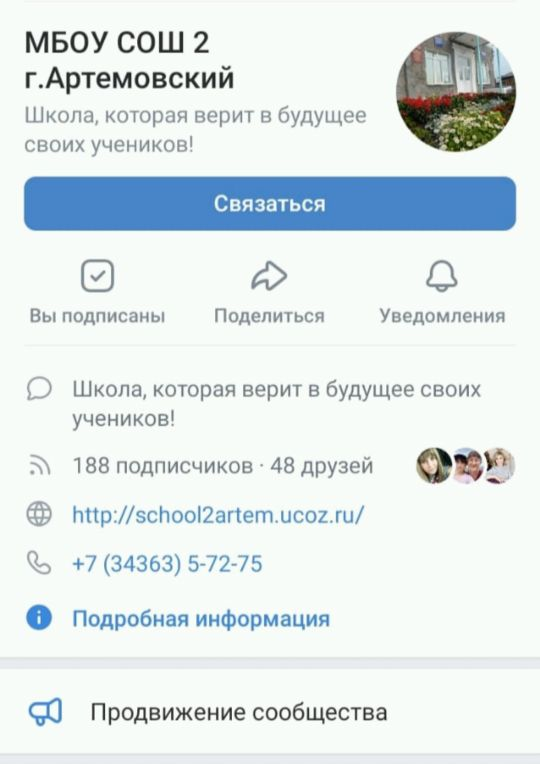 МБОУ СОШ 2
г.Артемовский
Школа, которая верит в будущее
своих учеников!
Связаться
Вы подписаны
Поделиться
Уведомления
Школа, которая верит в будущее своих
учеников!
188 подписчиков · 48 друзей
http://school2artem.ucoz.ru/
+7 (34363) 5-72-75
Подробная информация
Продвижение сообщества